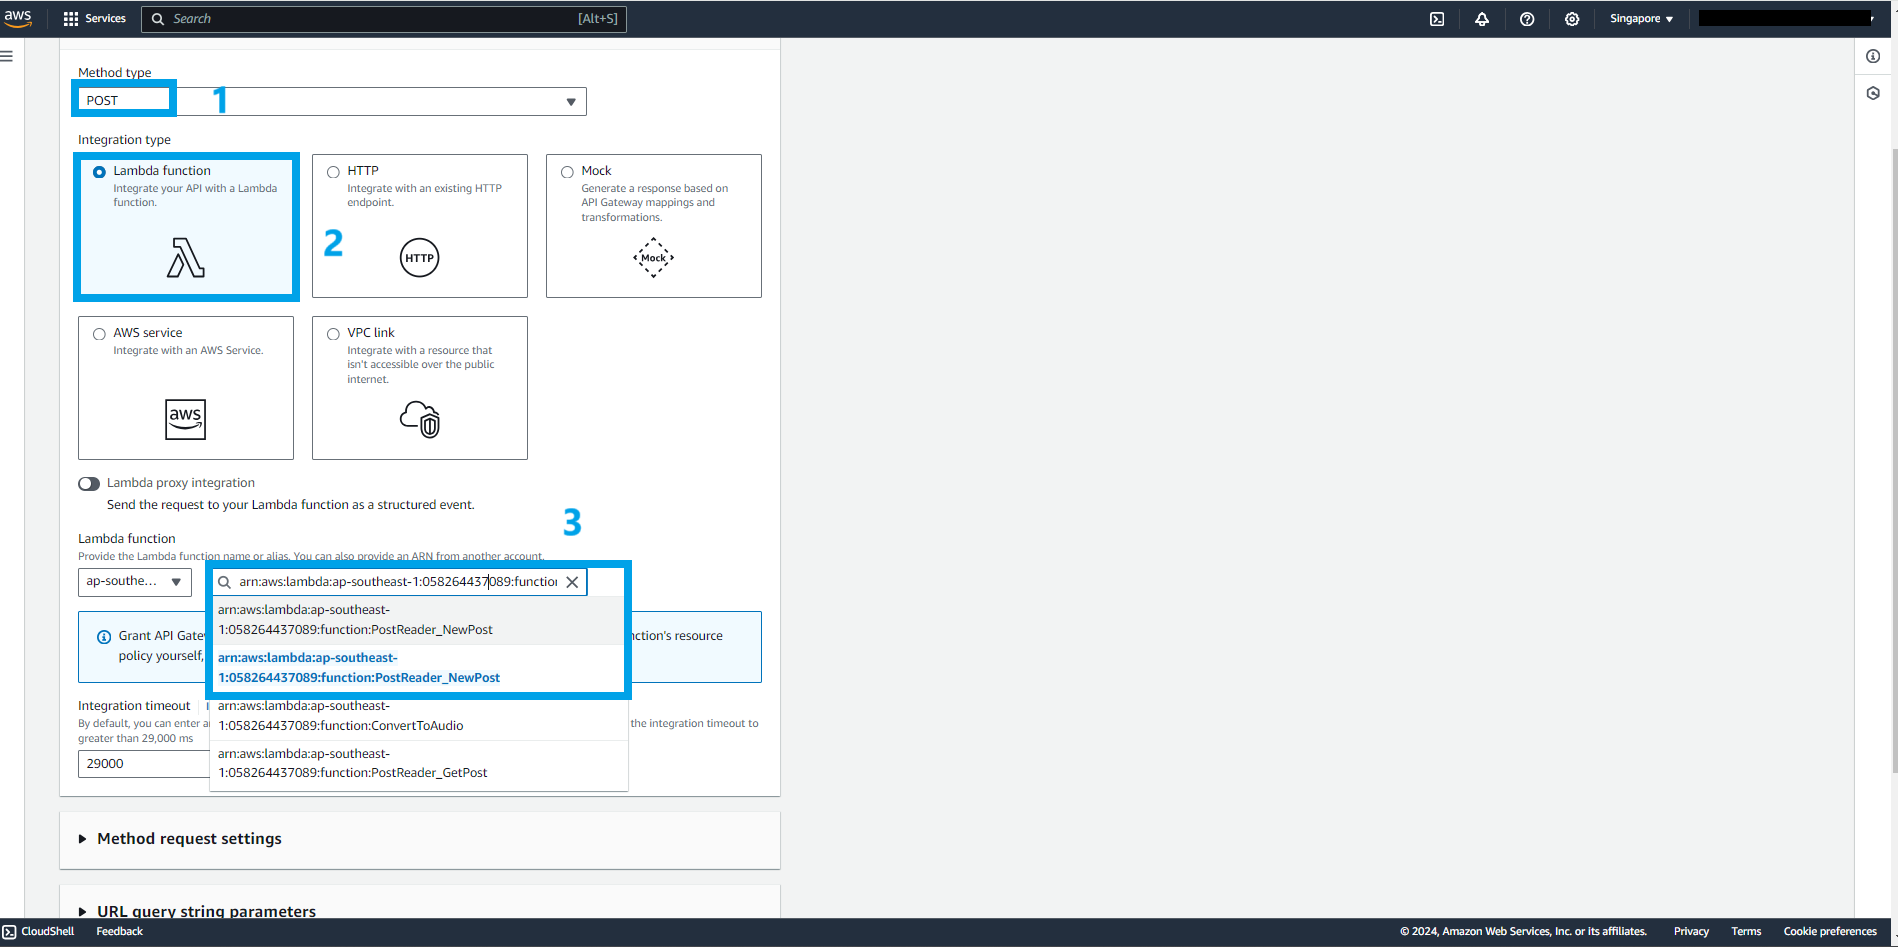 aws
Services
Search
[Alt+S]
Singapore
Method type
POST
1
Integration type
Lambda function
Integrate your API with a Lambda
function.
HTTP
Integrate with an existing HTTP
endpoint.
HTTP
2
Mock
Generate a response based on
API Gateway mappings and
transformations.
Mock
AWS service
Integrate with an AWS Service.
aws
VPC link
Integrate with a resource that
isn't accessible over the public
internet.
Lambda proxy integration
Send the request to your Lambda function as a structured event.
3
Lambda function
Provide the Lambda function name or alias. You can also provide an ARN from another account.
ap-southe...
arn:aws:lambda:ap-southeast-1:058264437089:function
arn:aws:lambda:ap-southeast-
1:058264437089:function:PostReader_NewPost
arn:aws:lambda:ap-southeast-
1:058264437089:function:PostReader_NewPost
arn:aws:lambda:ap-southeast-
1:058264437089:function:ConvertToAudio
arn:aws:lambda:ap-southeast-
1:058264437089:function:PostReader_GetPost
Grant API Gatew
nction's resource
policy yourself,
Integration timeout
By default, you can enter a
the integration timeout to
greater than 29,000 ms
29000
Method request settings
URL query string parameters
CloudShell
Feedback
© 2024, Amazon Web Services, Inc. or its affiliates.
Privacy
Terms
Cookie preferences